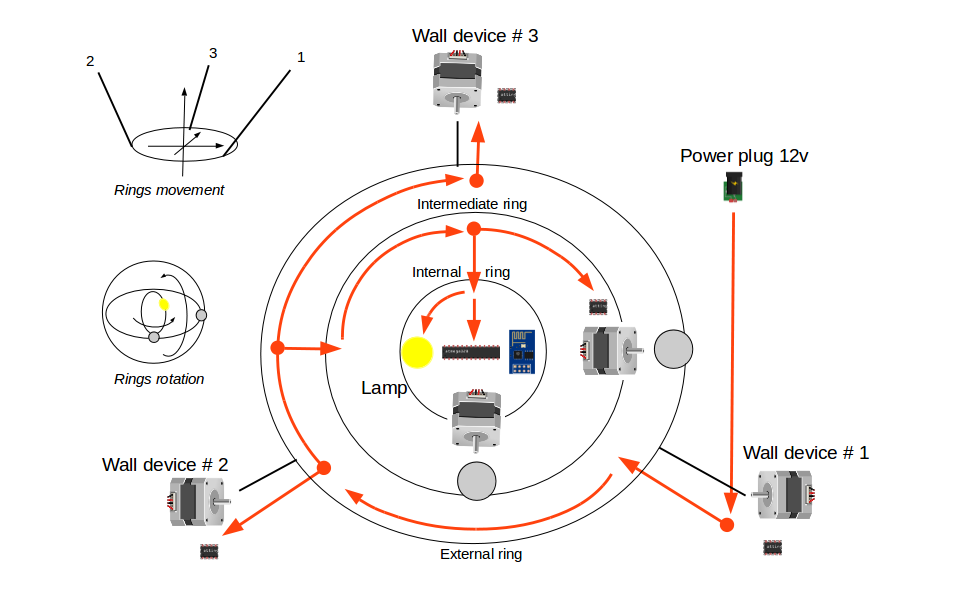 Wall device # 3
2
3
1
Rings movement
Power plug 12v
Intermediate ring
Internal ring
Rings rotation
Lamp
Wall device # 2
Wall device # 1
External ring